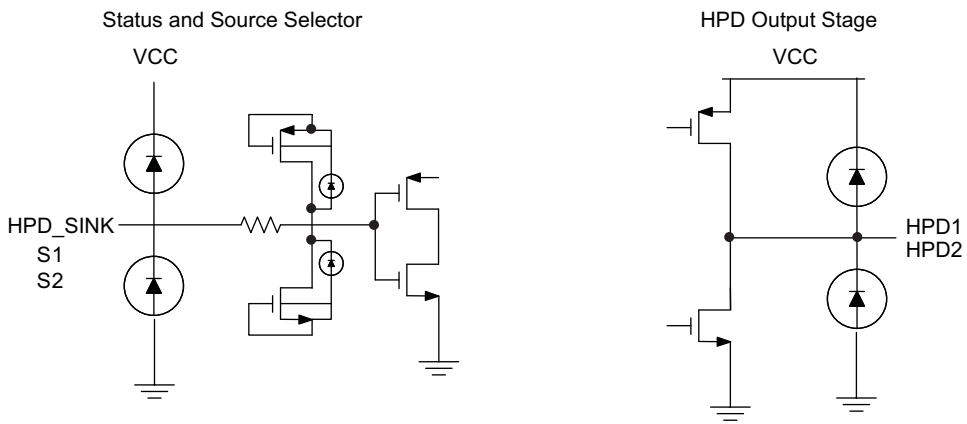 Status and Source Selector
VCC
HPD_SINK
S1
S2
HPD Output Stage
VCC
HPD1
HPD2